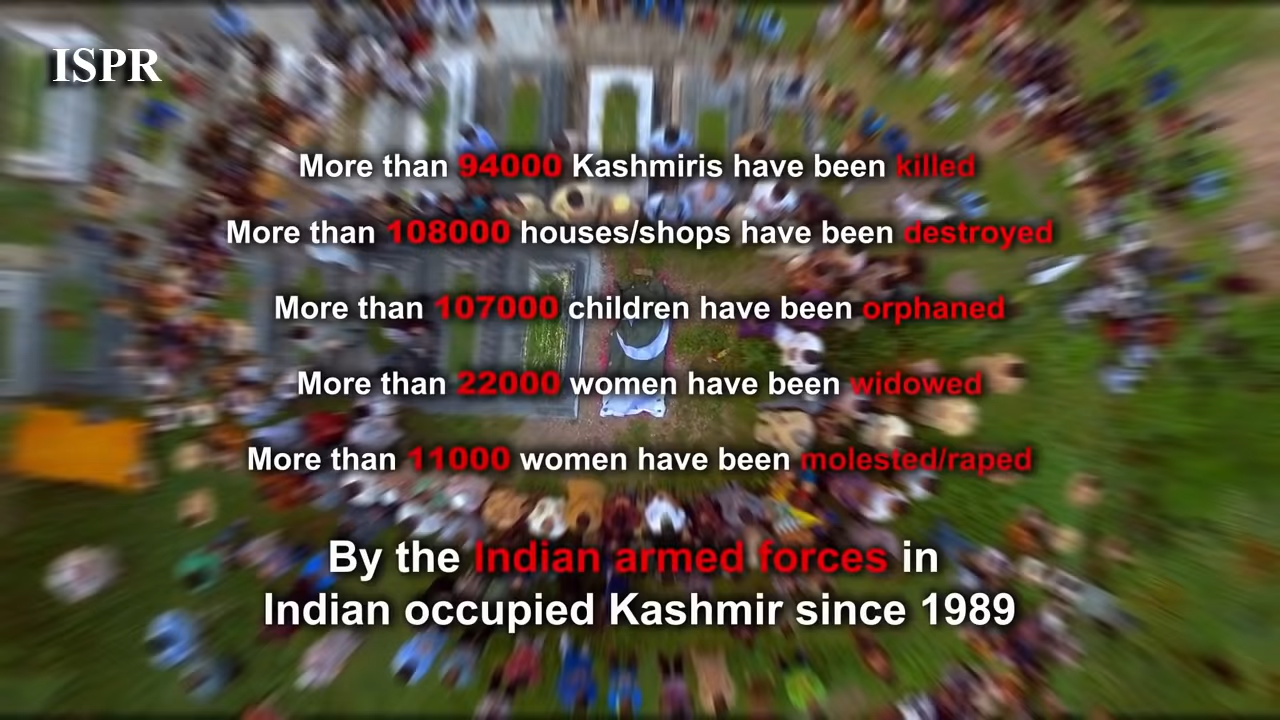 ISPR
More than 94000 Kashmiris have been killed
More than 108000 houses/shops have been destroyed
More than 107000 children have been orphaned
More than 22000 women have been widowed
More than 11000 women have been molested/raped
By the Indian armed forces in
Indian occupied Kashmir since 1989